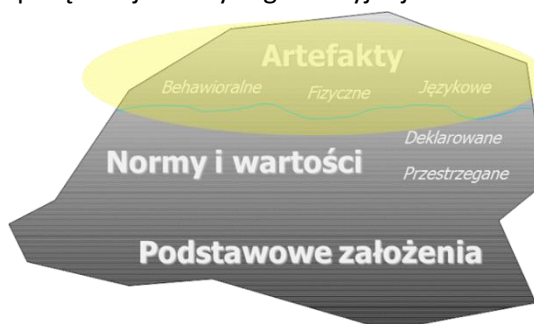 Artefakty
Behawioralne Fizyczne Językowe
Deklarowane
Normy i wartości
Przestrzegane
Podstawowe założenia